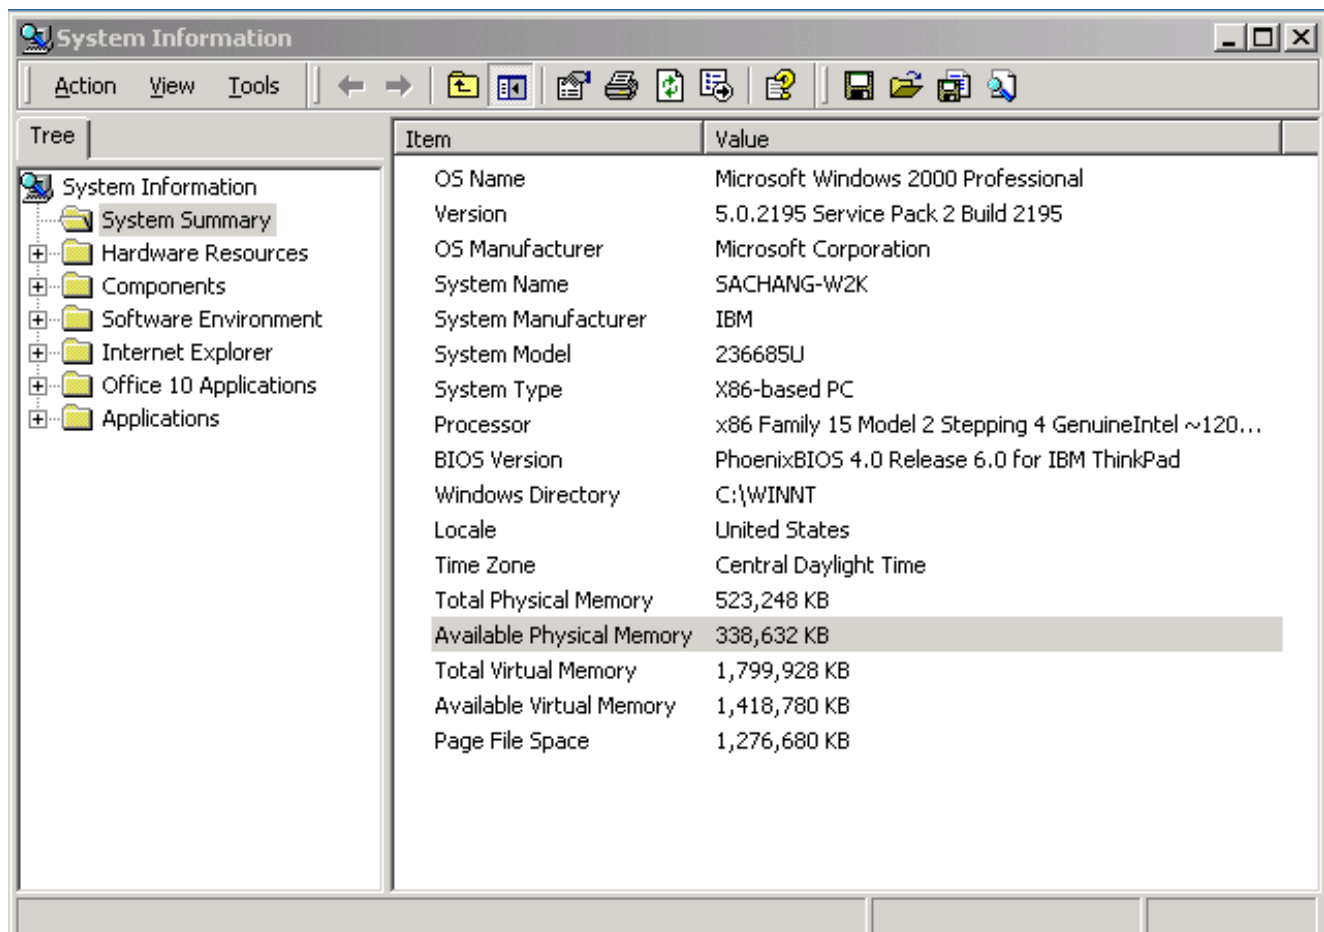 System Information
Action View Tools
Tree
System Information
System Summary
Hardware Resources
Components
Software Environment
Internet Explorer
Office 10 Applications
Applications
Item Value
OS Name Microsoft Windows 2000 Professional
Version 5.0.2195 Service Pack 2 Build 2195
OS Manufacturer Microsoft Corporation
System Name SACHANG-W2K
System Manufacturer IBM
System Model 236685U
System Type X86-based PC
Processor x86 Family 15 Model 2 Stepping 4 GenuineIntel ~120...
BIOS Version PhoenixBIOS 4.0 Release 6.0 for IBM ThinkPad
Windows Directory C:\WINNT
Locale United States
Time Zone Central Daylight Time
Total Physical Memory 523,248 KB
Available Physical Memory 338,632 KB
Total Virtual Memory 1,799,928 KB
Available Virtual Memory 1,418,780 KB
Page File Space 1,276,680 KB